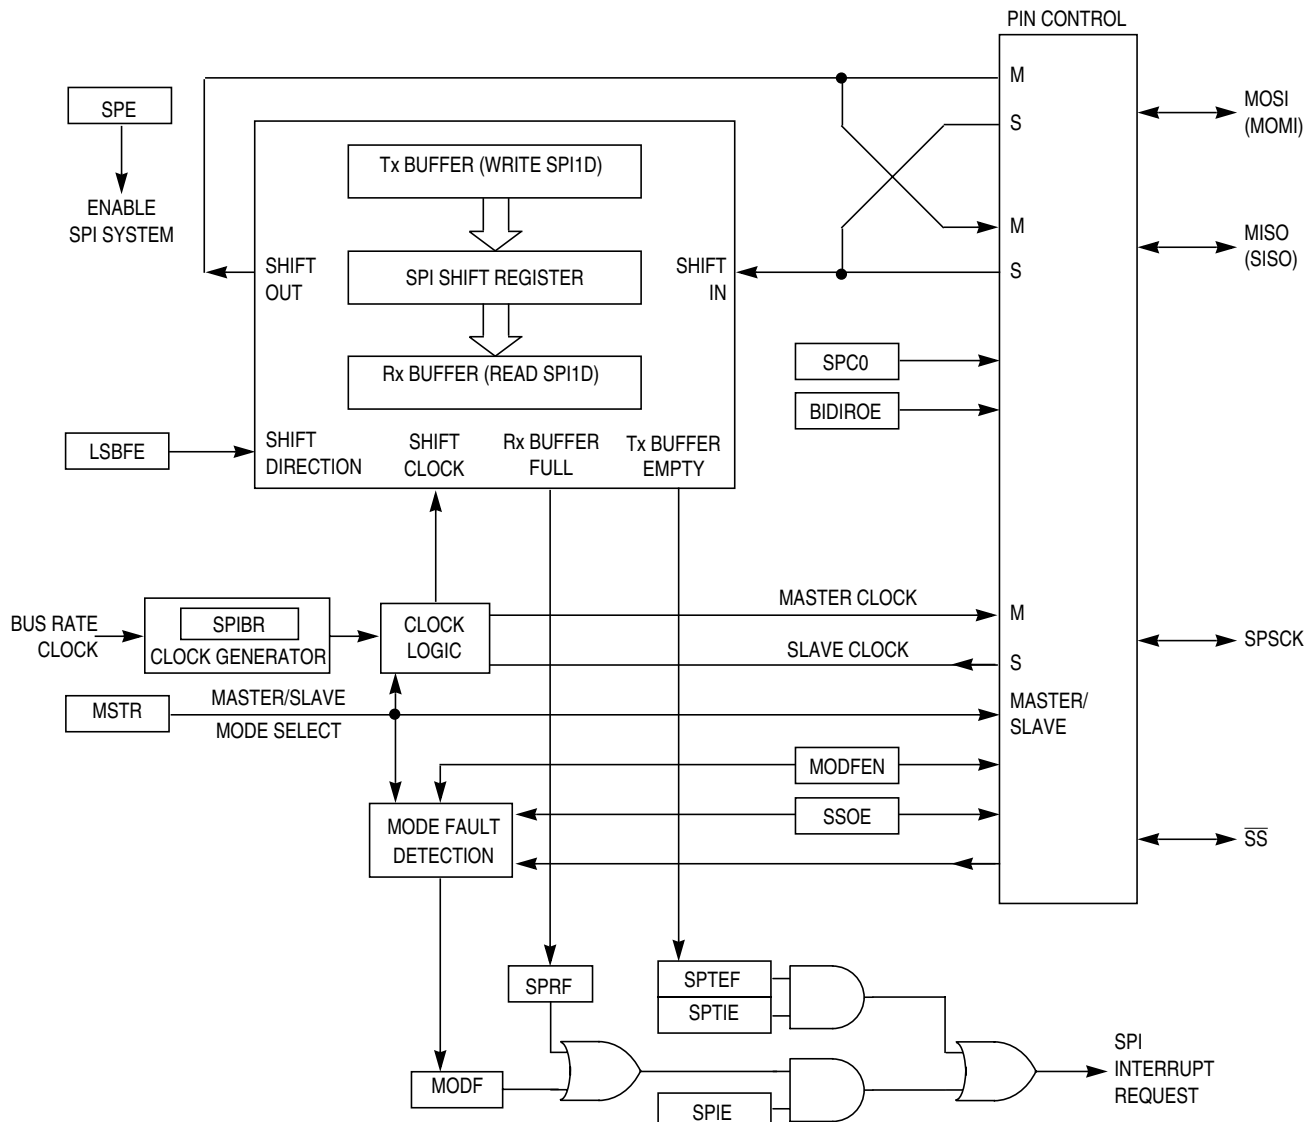 PIN CONTROL
M
MOSI
(MOMI)
SPE
S
Tx BUFFER (WRITE SPI1D)
ENABLE
SPI SYSTEM
M
MISO
(SISO)
SHIFT
OUT
SPI SHIFT REGISTER
SHIFT
IN
S
SPC0
Rx BUFFER (READ SPI1D)
BIDIROE
LSBFE
SHIFT
DIRECTION
SHIFT
CLOCK
Rx BUFFER
FULL
Tx BUFFER
EMPTY
MASTER CLOCK
M
BUS RATE
CLOCK
SPIBR
CLOCK GENERATOR
CLOCK
LOGIC
SLAVE CLOCK
S
SPSCK
MSTR
MASTER/SLAVE
MODE SELECT
MASTER/
SLAVE
MODFEN
MODE FAULT
DETECTION
SSOE
SS
SPRF
SPTEF
SPTIE
SPI
INTERRUPT
REQUEST
MODF
SPIE